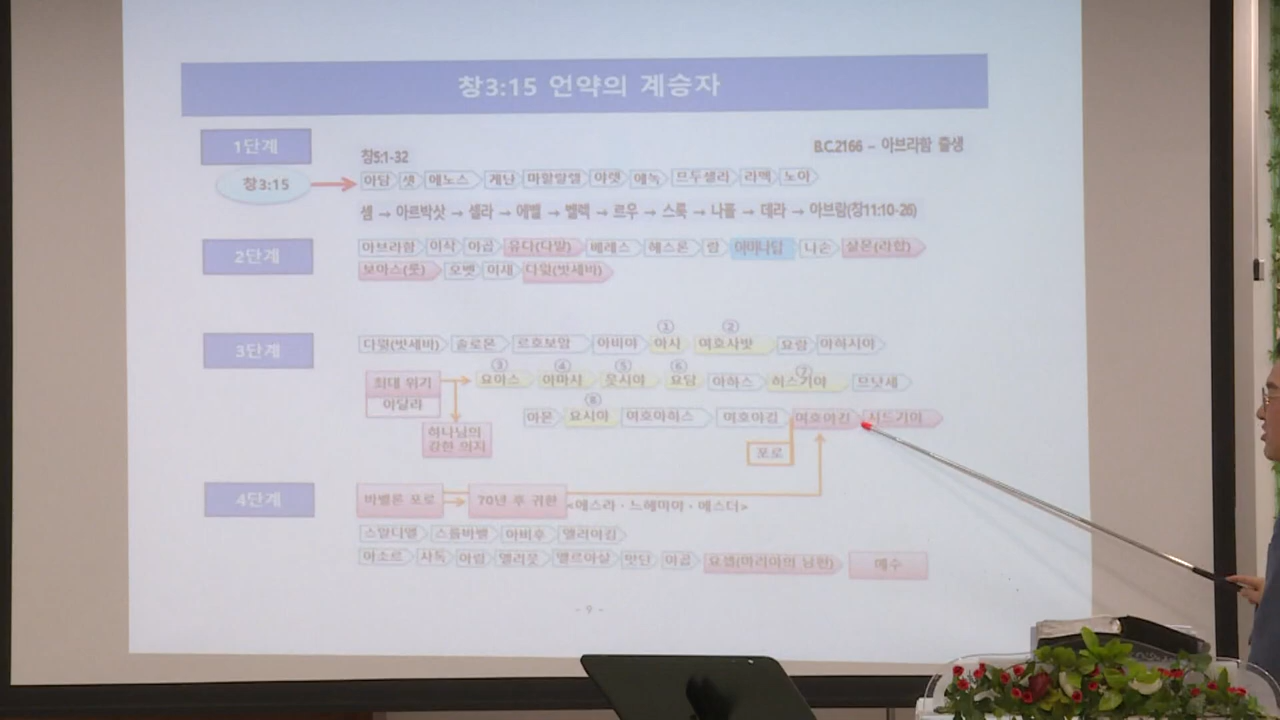 창3:15 언약의 계승자
1단계
창5:1-32
B.C.2166 – 아브라함 출생
창3:15
아담 셋 에노스 게난 마할랄렐 야렛 에녹 므두셀라 라멕 노아
셈 → 아르박삿 → 셀라 → 에벨 → 벨렉 → 르우 → 스룩 → 나홀 → 데라 → 아브람(창11:10-26)
2단계
아브라함 이삭 야곱 유다(다말) 베레스 헤스론 람 아미나답 나손 살몬(라합)
보아스(룻) 오벳 이새 다윗(밧세바)
① ②
3단계
다윗(밧세바) 솔로몬 르호보암 아비야 아사 여호사밧 요람 아하시야
③ ④ ⑤ ⑥ ⑦
최대 위기
아달랴
요아스 아마샤 웃시야 요담 아하스 히스기야 므낫세
⑧
아몬 요시야 여호아하스 여호야김 여호야긴 시드기야
하나님의
강한 의지
포로
4단계
바벨론 포로 70년 후 귀환 <에스라 · 느헤미야 · 에스더>
스알디엘 스룹바벨 아비후 엘리아김
아소르 사독 아킴 엘리웃 엘르아살 맛단 야곱 요셉(마리아의 남편) 예수
- 9 -